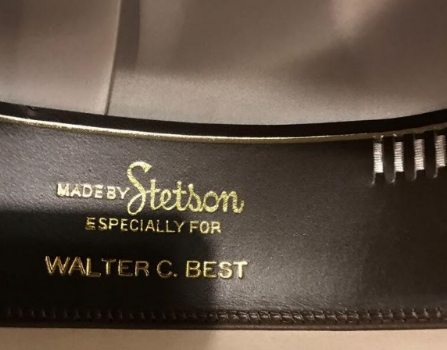 MADE BY Stetson
ESPECIALLY FOR
WALTER C. BEST